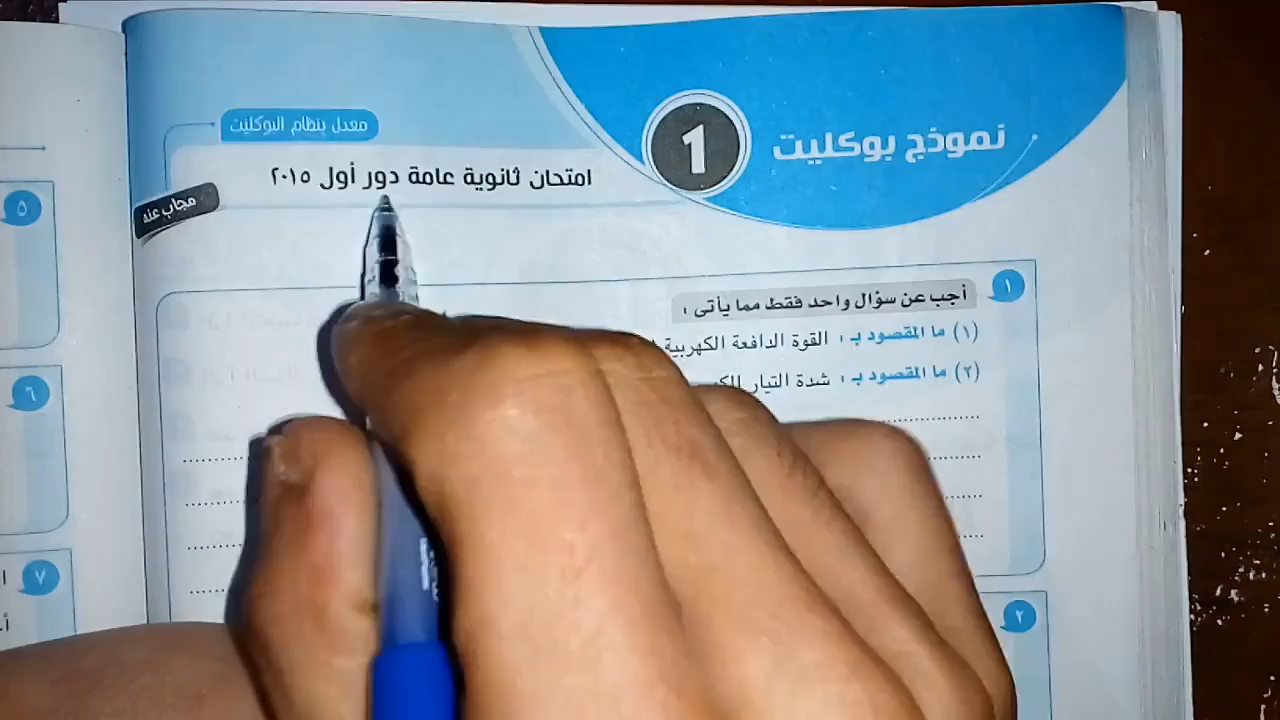 نموذج بوكليت
1
معدل بنظام البوكليت
امتحان ثانوية عامة دور أول ٢٠١٥
مجاب عنه
١
أجب عن سؤال واحد فقط مما يأتى :
(١) ما المقصود بـ : القوة الدافعة الكهربية
(٢) ما المقصود بـ : شدة التيار
٢
٥
٦
٧